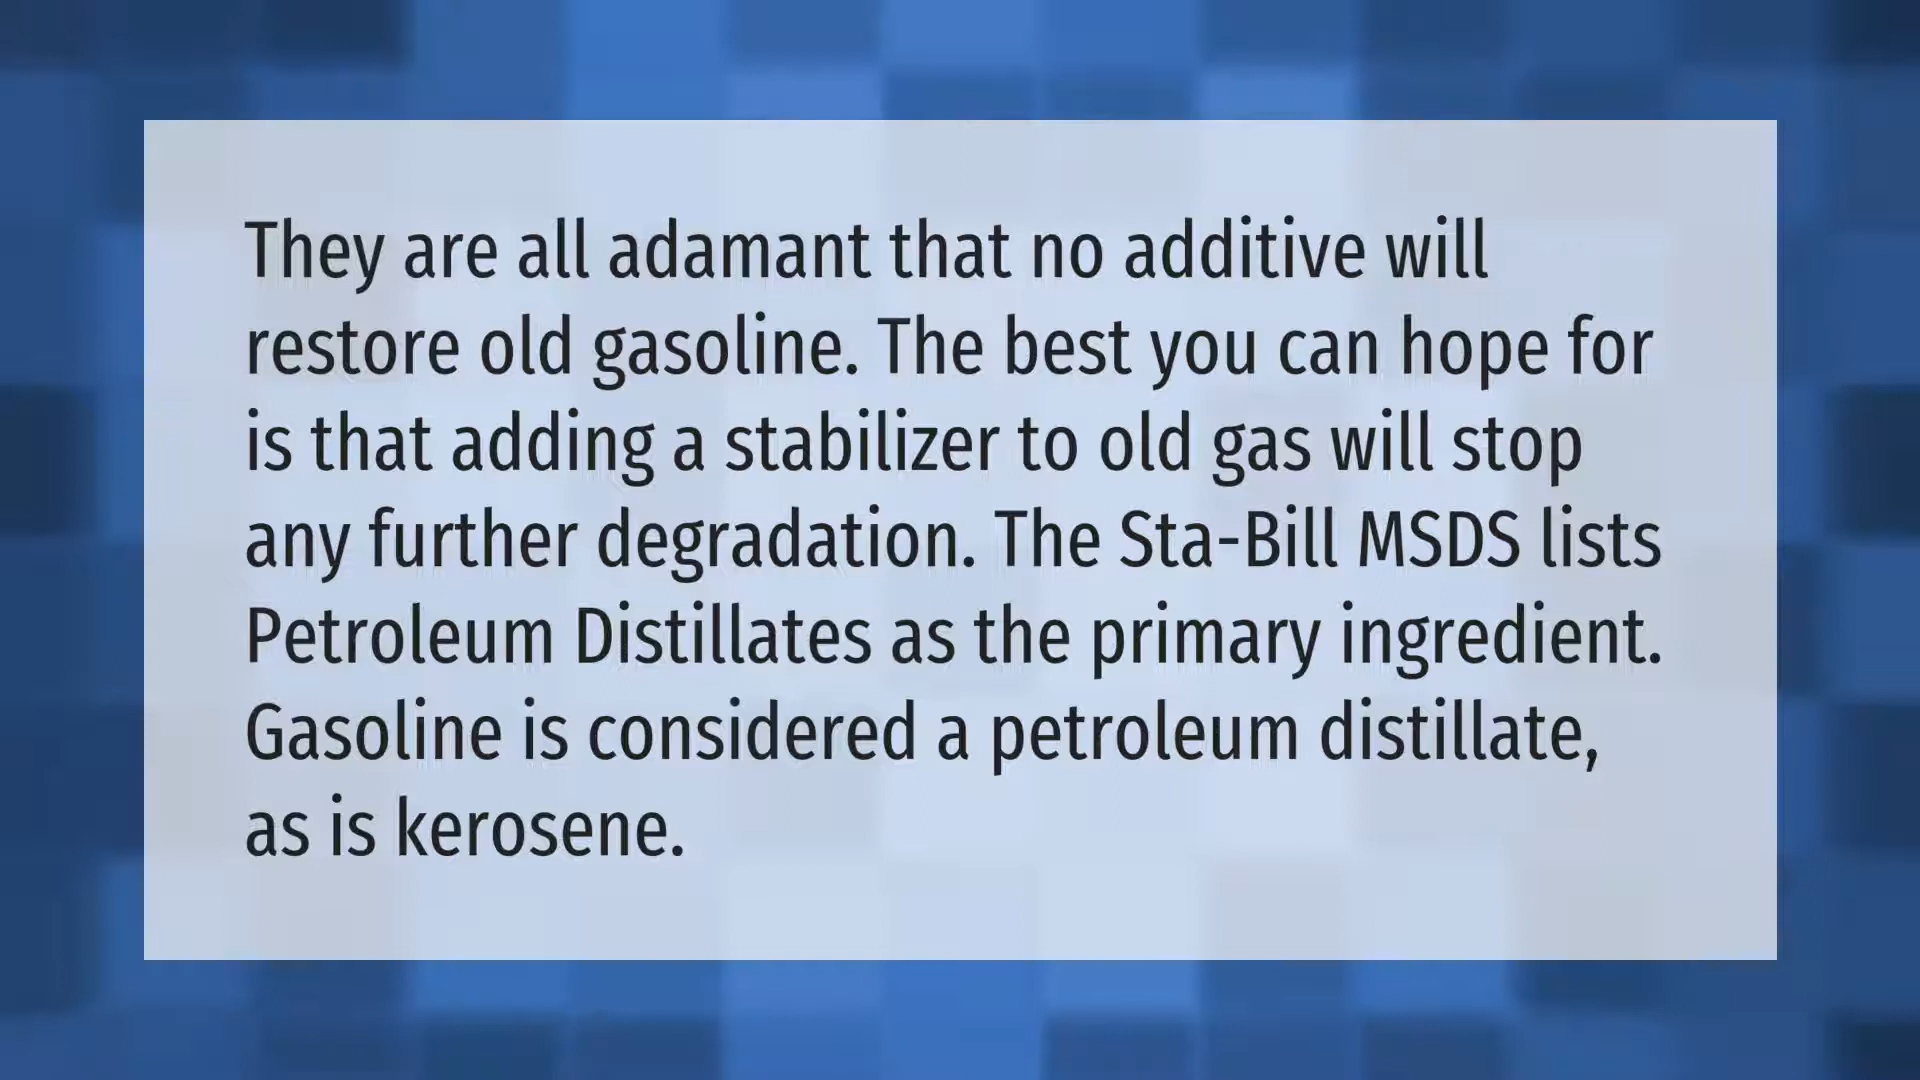 They are all adamant that no additive will
restore old gasoline. The best you can hope for
is that adding a stabilizer to old gas will stop
any further degradation. The Sta-Bill MSDS lists
Petroleum Distillates as the primary ingredient.
Gasoline is considered a petroleum distillate,
as is kerosene.